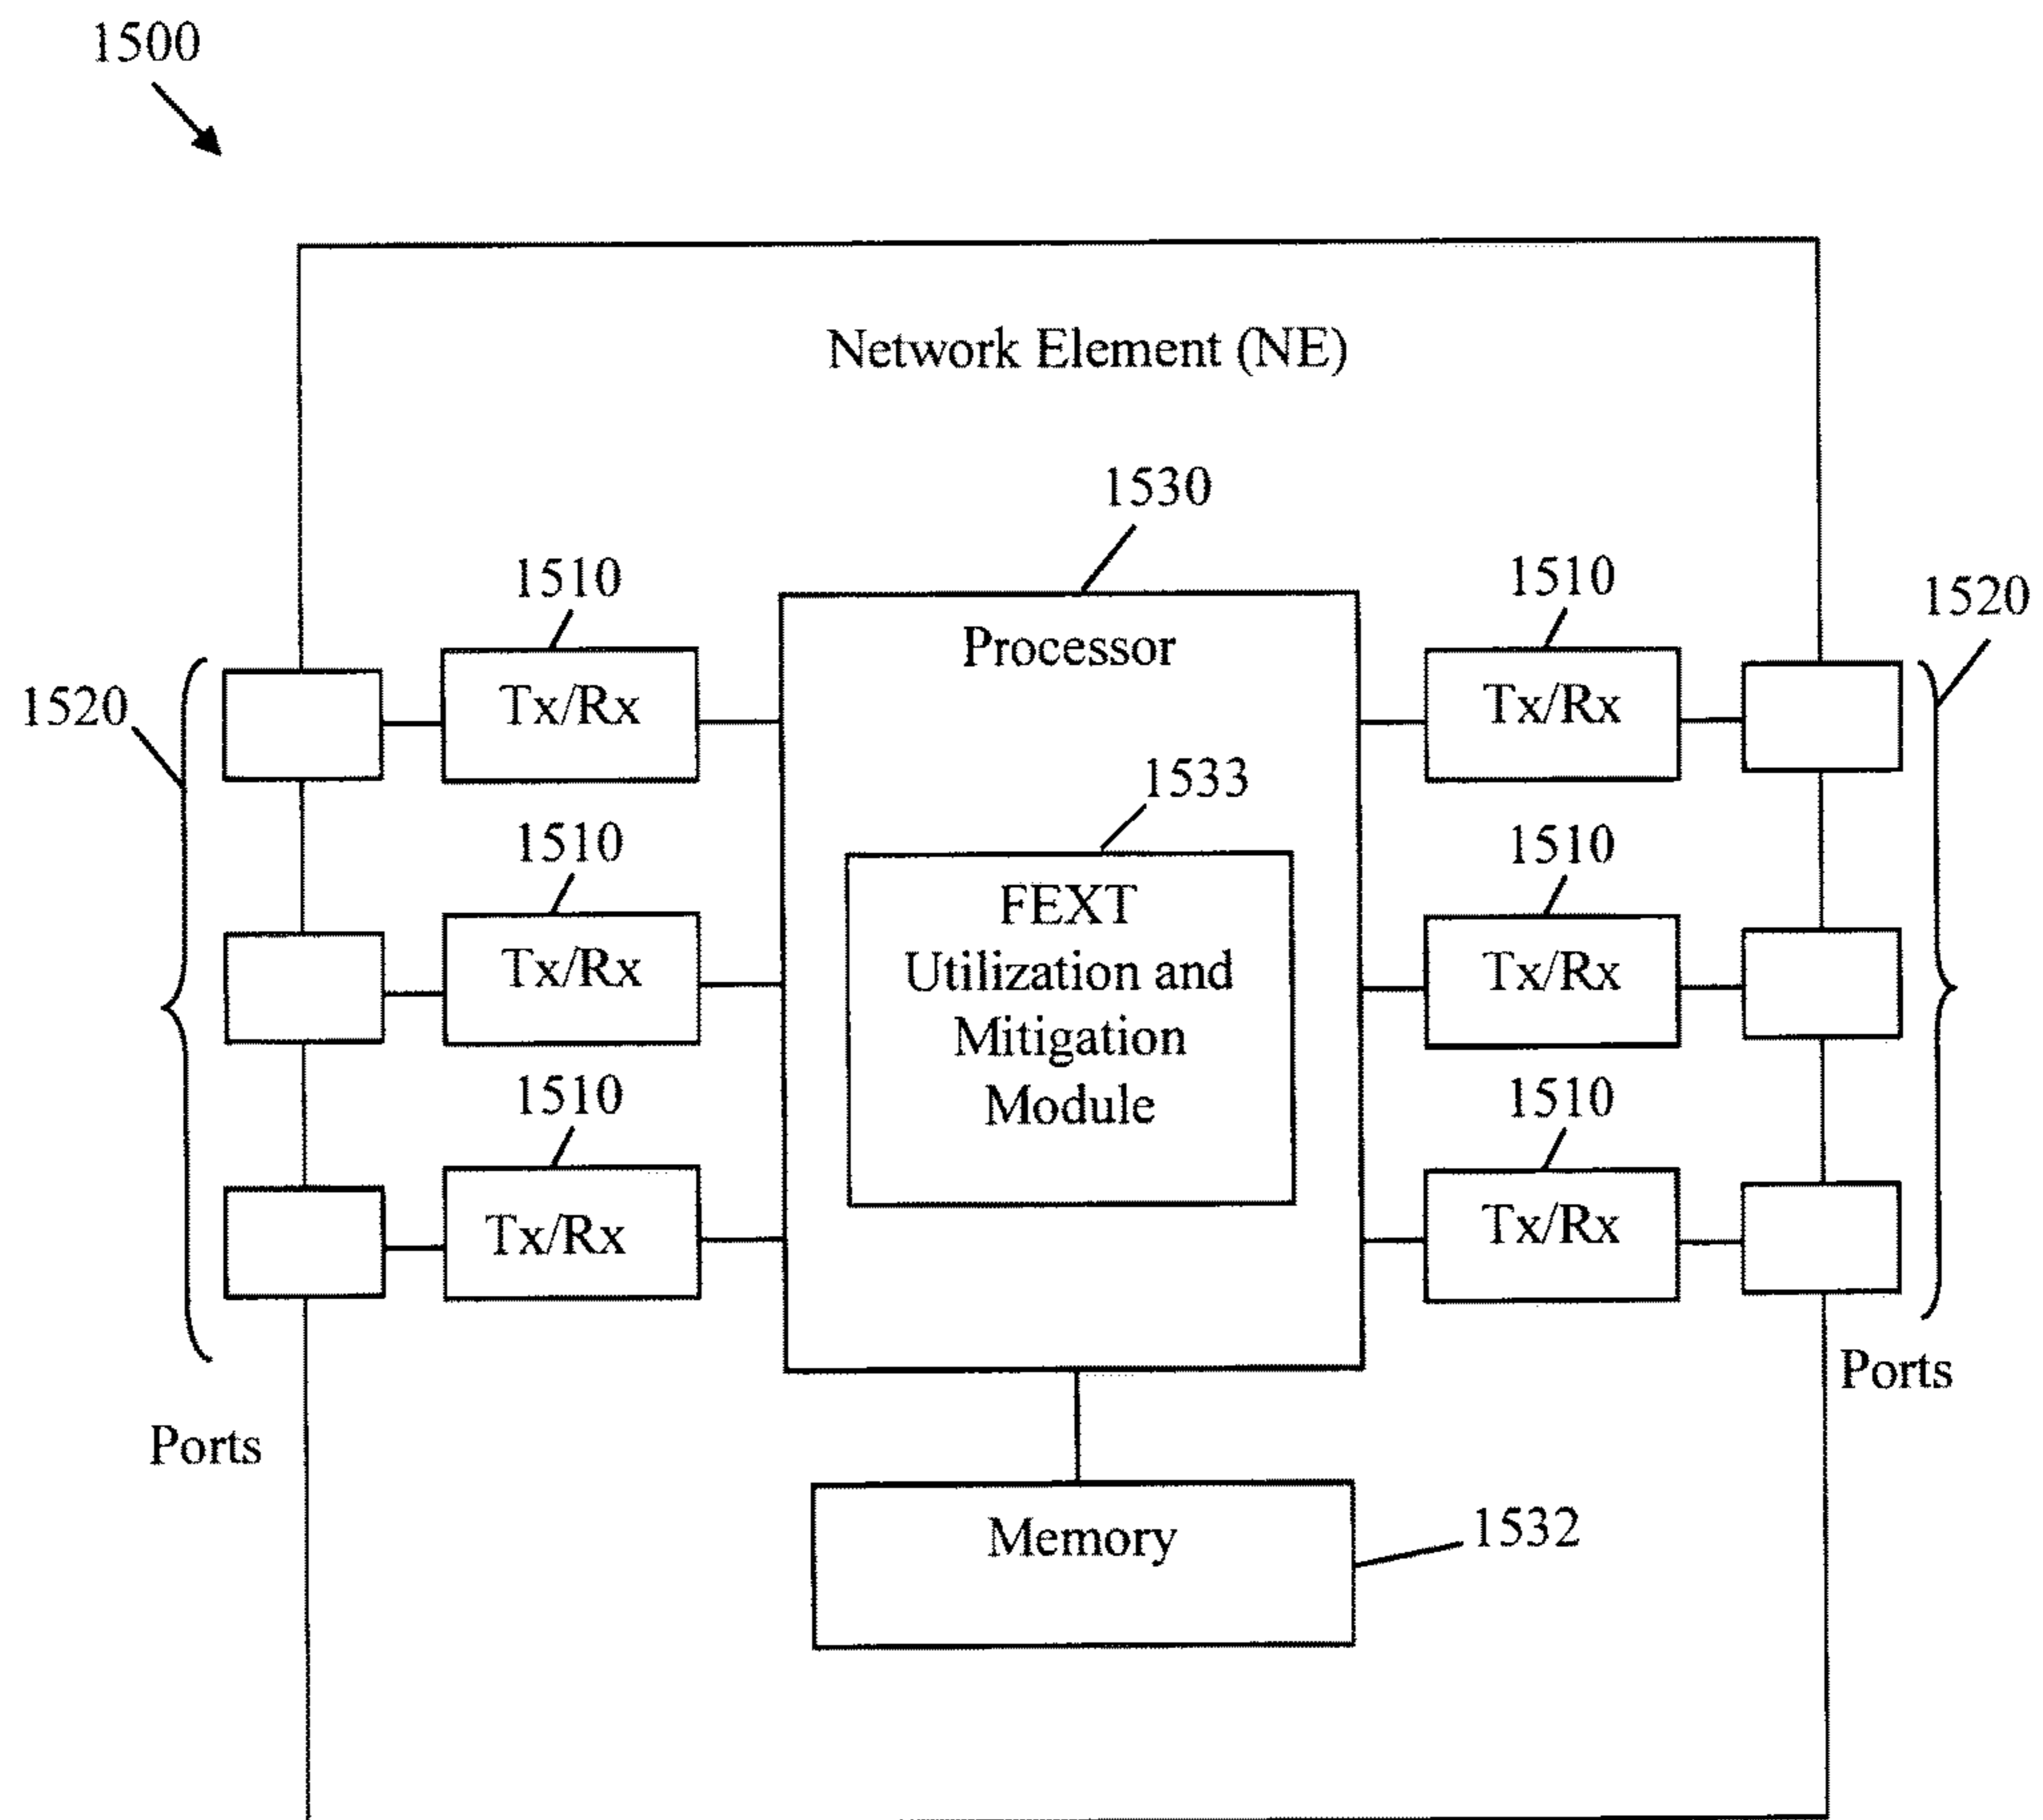 1500
Network Element (NE)
1530
1510
1510
1520
Processor
1520
Tx/Rx
Tx/Rx
1533
1510
1510
FEXT
Utilization and
Mitigation
Module
Tx/Rx
Tx/Rx
1510
1510
Tx/Rx
Tx/Rx
Ports
Ports
Memory
1532